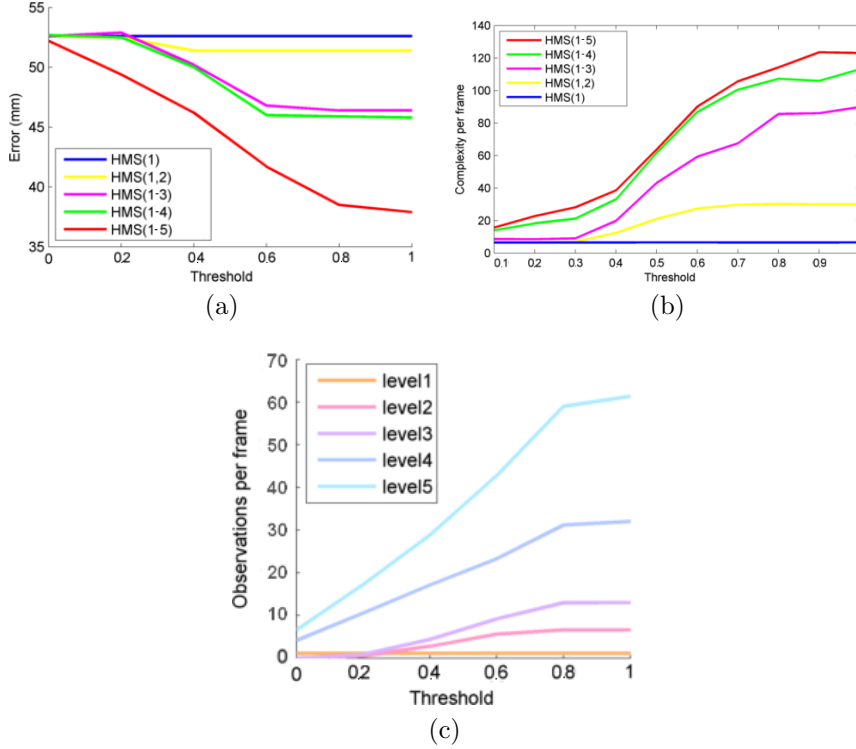 55
50
45
40
35
Error (mm)
HMS(1)
HMS(1,2)
HMS(1-3)
HMS(1-4)
HMS(1-5)
0 0.2 0.4 0.6 0.8 1
Threshold
(a)
140
120
100
80
60
40
20
0
Complexity per frame
HMS(1-5)
HMS(1-4)
HMS(1-3)
HMS(1,2)
HMS(1)
0.1 0.2 0.3 0.4 0.5 0.6 0.7 0.8 0.9
Threshold
(b)
70
60
50
40
30
20
10
0
Observations per frame
level1
level2
level3
level4
level5
0 0.2 0.4 0.6 0.8 1
Threshold
(c)